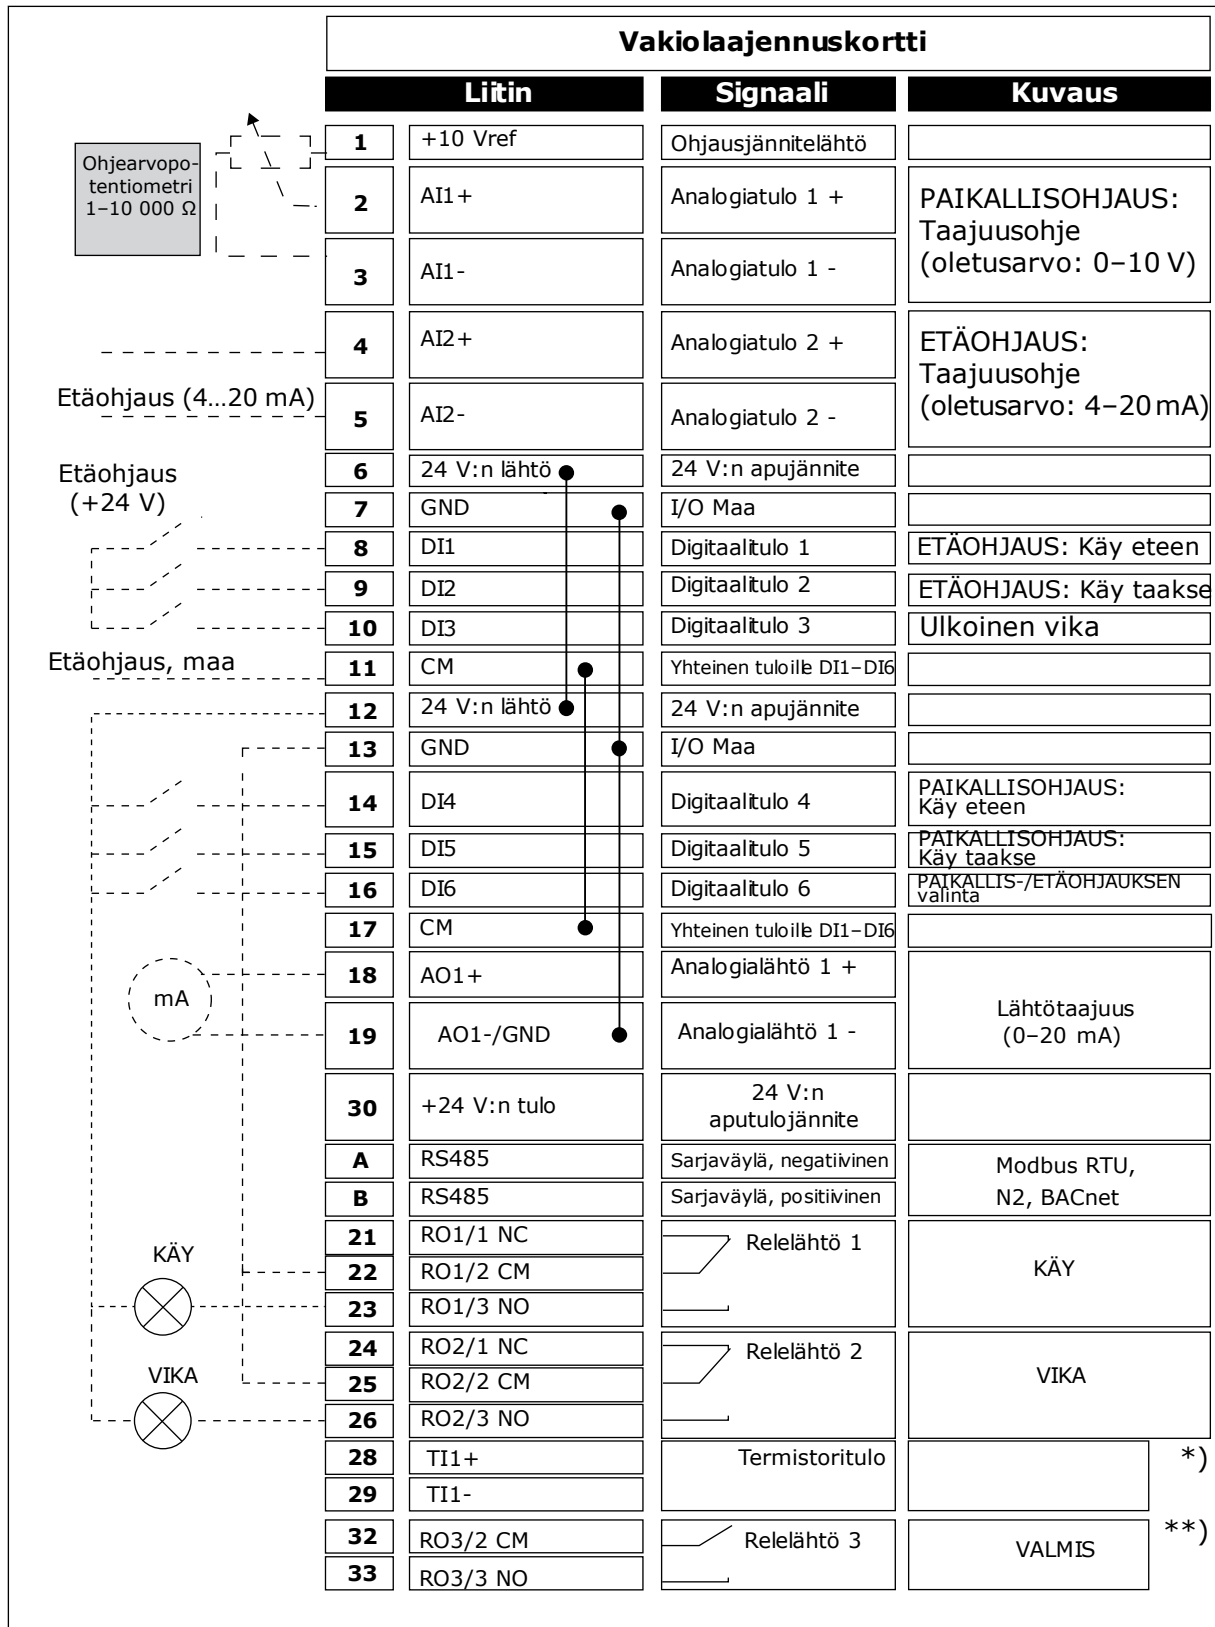 Vakiolaajennuskortti
Liitin Signaali Kuvaus
Ohjearvopo-
tentiometri
1–10 000 Ω
1 +10 Vref Ohjausjännitelähtö
2 AI1+ Analogiatulo 1 +
3 AI1- Analogiatulo 1 -
PAIKALLISOHJAUS:
Taajuusohje
(oletusarvo: 0–10 V)
4 AI2+ Analogiatulo 2 +
Etäohjaus (4...20 mA)
5 AI2- Analogiatulo 2 -
ETÄOHJAUS:
Taajuusohje
(oletusarvo: 4–20 mA)
Etäohjaus
(+24 V)
6 24 V:n lähtö 24 V:n apujännite
7 GND I/O Maa
8 DI1 Digitaalitulo 1 ETÄOHJAUS: Käy eteen
9 DI2 Digitaalitulo 2 ETÄOHJAUS: Käy taakse
10 DI3 Digitaalitulo 3 Ulkoinen vika
Etäohjaus, maa
11 CM Yhteinen tuloille DI1–DI6
12 24 V:n lähtö 24 V:n apujännite
13 GND I/O Maa
14 DI4 Digitaalitulo 4
PAIKALLISOHJAUS:
Käy eteen
15 DI5 Digitaalitulo 5
PAIKALLISOHJAUS:
Käy taakse
16 DI6 Digitaalitulo 6
PAIKALLIS-/ETÄOHJAUKSEN
valinta
17 CM Yhteinen tuloille DI1–DI6
mA
18 AO1+ Analogialähtö 1 +
19 AO1-/GND Analogialähtö 1 -
Lähtötaajuus
(0–20 mA)
30 +24 V:n tulo
24 V:n
aputulojännite
A RS485 Sarjaväylä, negatiivinen
B RS485 Sarjaväylä, positiivinen
Modbus RTU,
N2, BACnet
21 RO1/1 NC Relelähtö 1
KÄY
22 RO1/2 CM KÄY
23 RO1/3 NO
24 RO2/1 NC Relelähtö 2
VIKA
25 RO2/2 CM VIKA
26 RO2/3 NO
28 TI1+ Termistoritulo *)
29 TI1-
32 RO3/2 CM Relelähtö 3 VALMIS **)
33 RO3/3 NO